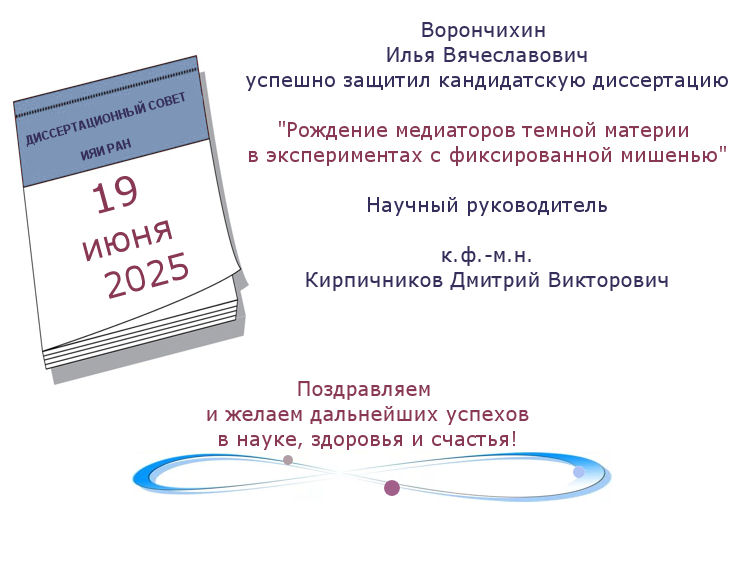 Ворончихин
Илья Вячеславович
успешно защитил кандидатскую диссертацию
"Рождение медиаторов темной материи
в экспериментах с фиксированной мишенью"
Научный руководитель
к.ф.-м.н.
Кирпичников Дмитрий Викторович
ДИССЕРТАЦИОННЫЙ СОВЕТ
ИЯИ РАН
19
июня
2025
Поздравляем
и желаем дальнейших успехов
в науке, здоровья и счастья!